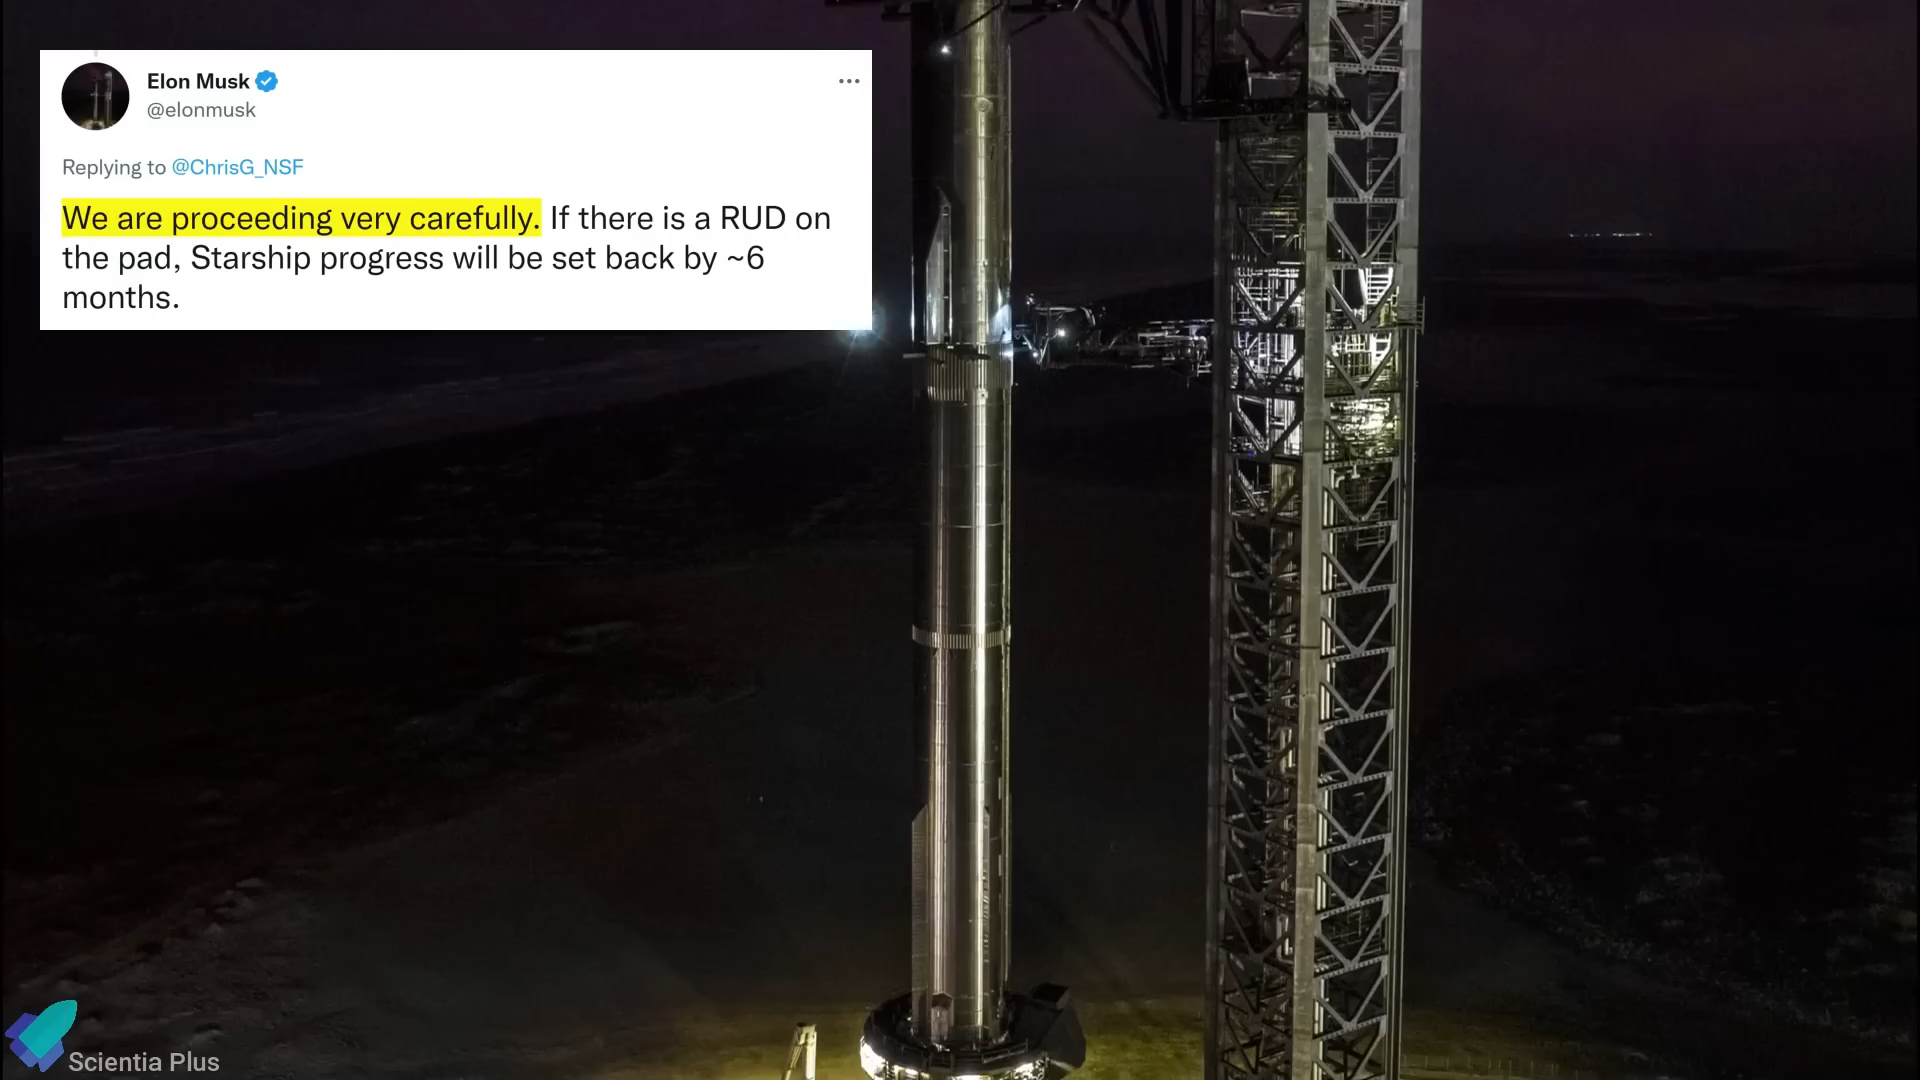 Elon Musk
@elonmusk
Replying to @ChrisG_NSF
We are proceeding very carefully. If there is a RUD on
the pad, Starship progress will be set back by ~6
months.
Scientia Plus